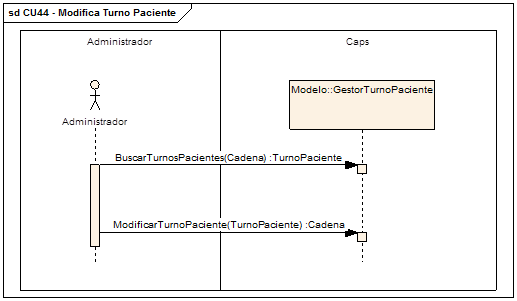 sd CU44 - Modifica Turno Paciente
Administrador
Caps
Modelo::GestorTurnoPaciente
Administrador
BuscarTurnosPacientes(Cadena) :TurnoPaciente
ModificarTurnoPaciente(TurnoPaciente) :Cadena